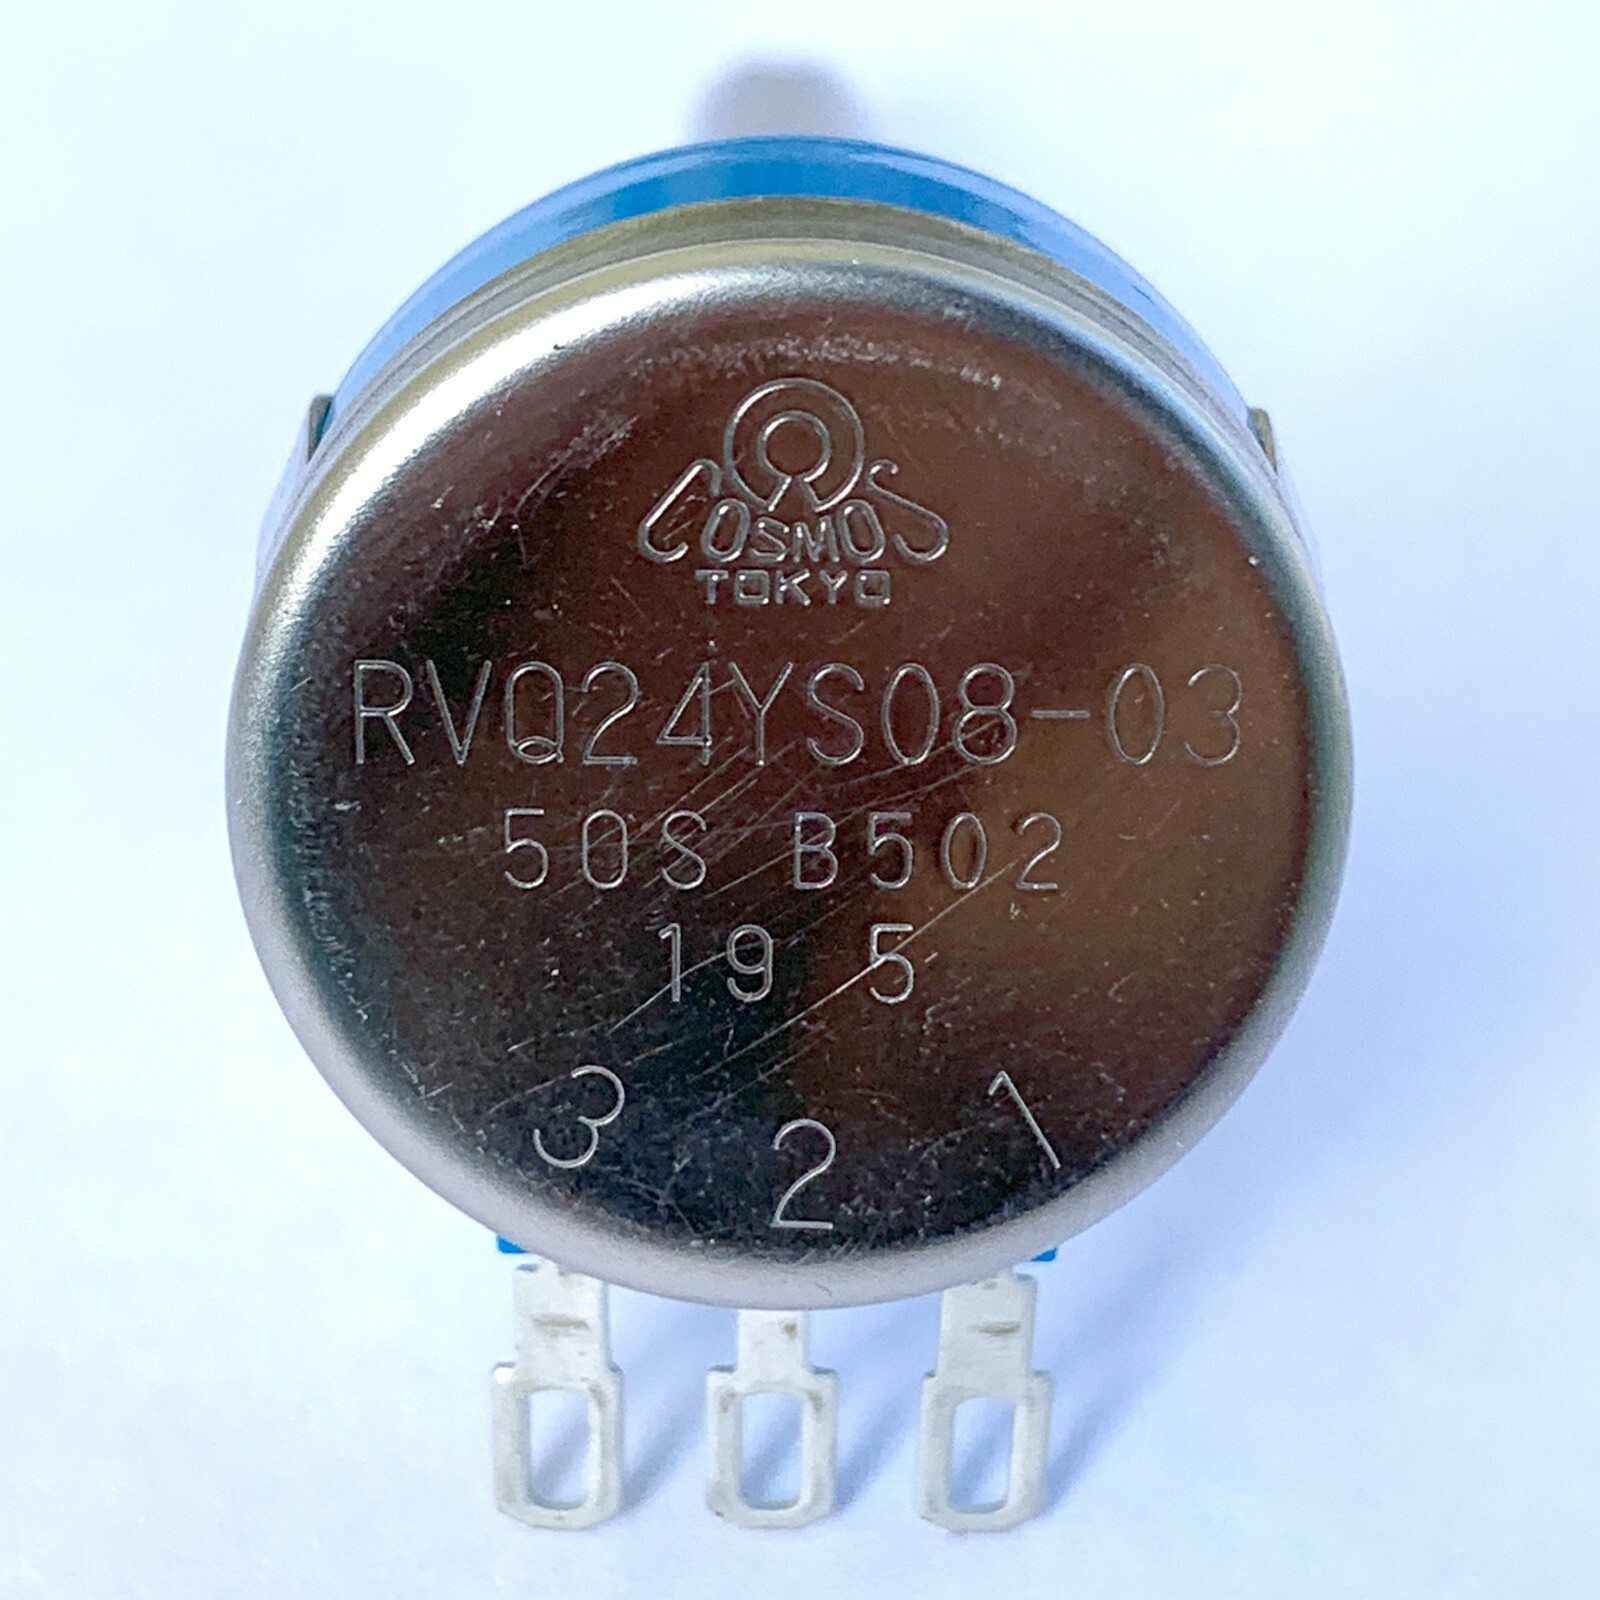 COSMOS
TOKYO
RVQ24YS08-03
50S B502
19 5
3 2 1